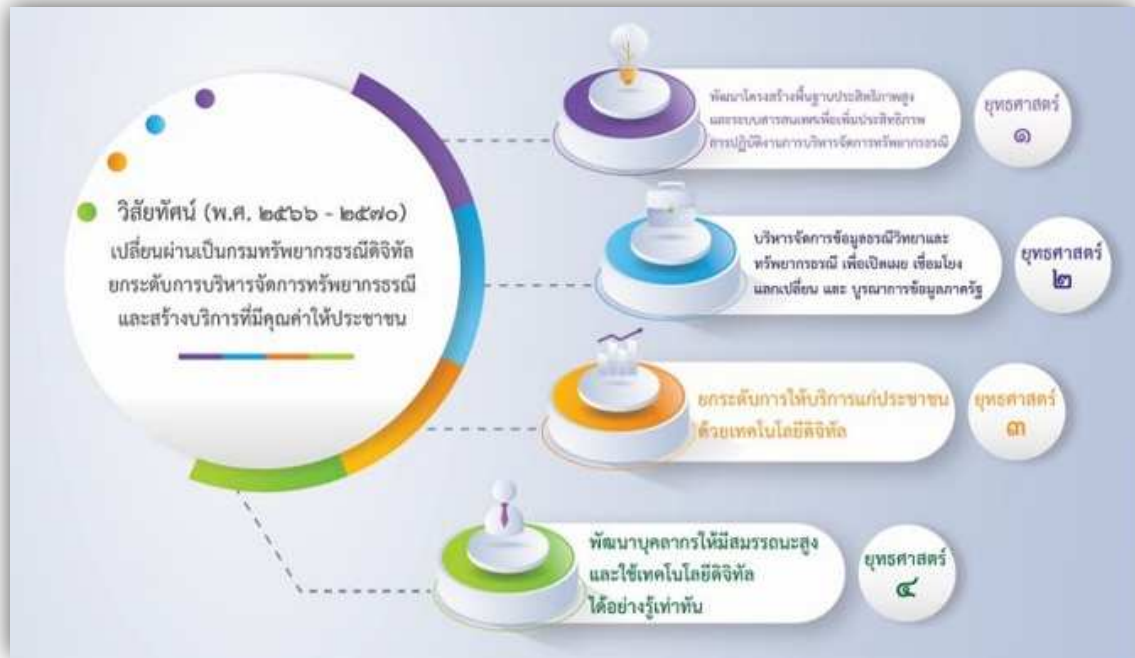 วิสัยทัศน์ (พ.ศ. ๒๕๖๖ - ๒๕๗๐)
เปลี่ยนผ่านเป็นกรมทรัพยากรธรณีดิจิทัล
ยกระดับการบริหารจัดการทรัพยากรธรณี
และสร้างบริการที่มีคุณค่าให้ประชาชน
พัฒนาโครงสร้างพื้นฐานประสิทธิภาพสูง
และระบบสารสนเทศเพื่อเพิ่มประสิทธิภาพ
การปฏิบัติงานการบริหารจัดการทรัพยากรธรณี
ยุทธศาสตร์
๑
บริหารจัดการข้อมูลธรณีวิทยาและ
ทรัพยากรธรณี เพื่อเปิดเผย เชื่อมโยง
แลกเปลี่ยน และ บูรณาการข้อมูลภาครัฐ
ยุทธศาสตร์
๒
ยกระดับการให้บริการแก่ประชาชน
ด้วยเทคโนโลยีดิจิทัล
ยุทธศาสตร์
๓
พัฒนาบุคลากรให้มีสมรรถนะสูง
และใช้เทคโนโลยีดิจิทัล
ได้อย่างรู้เท่าทัน
ยุทธศาสตร์
๔